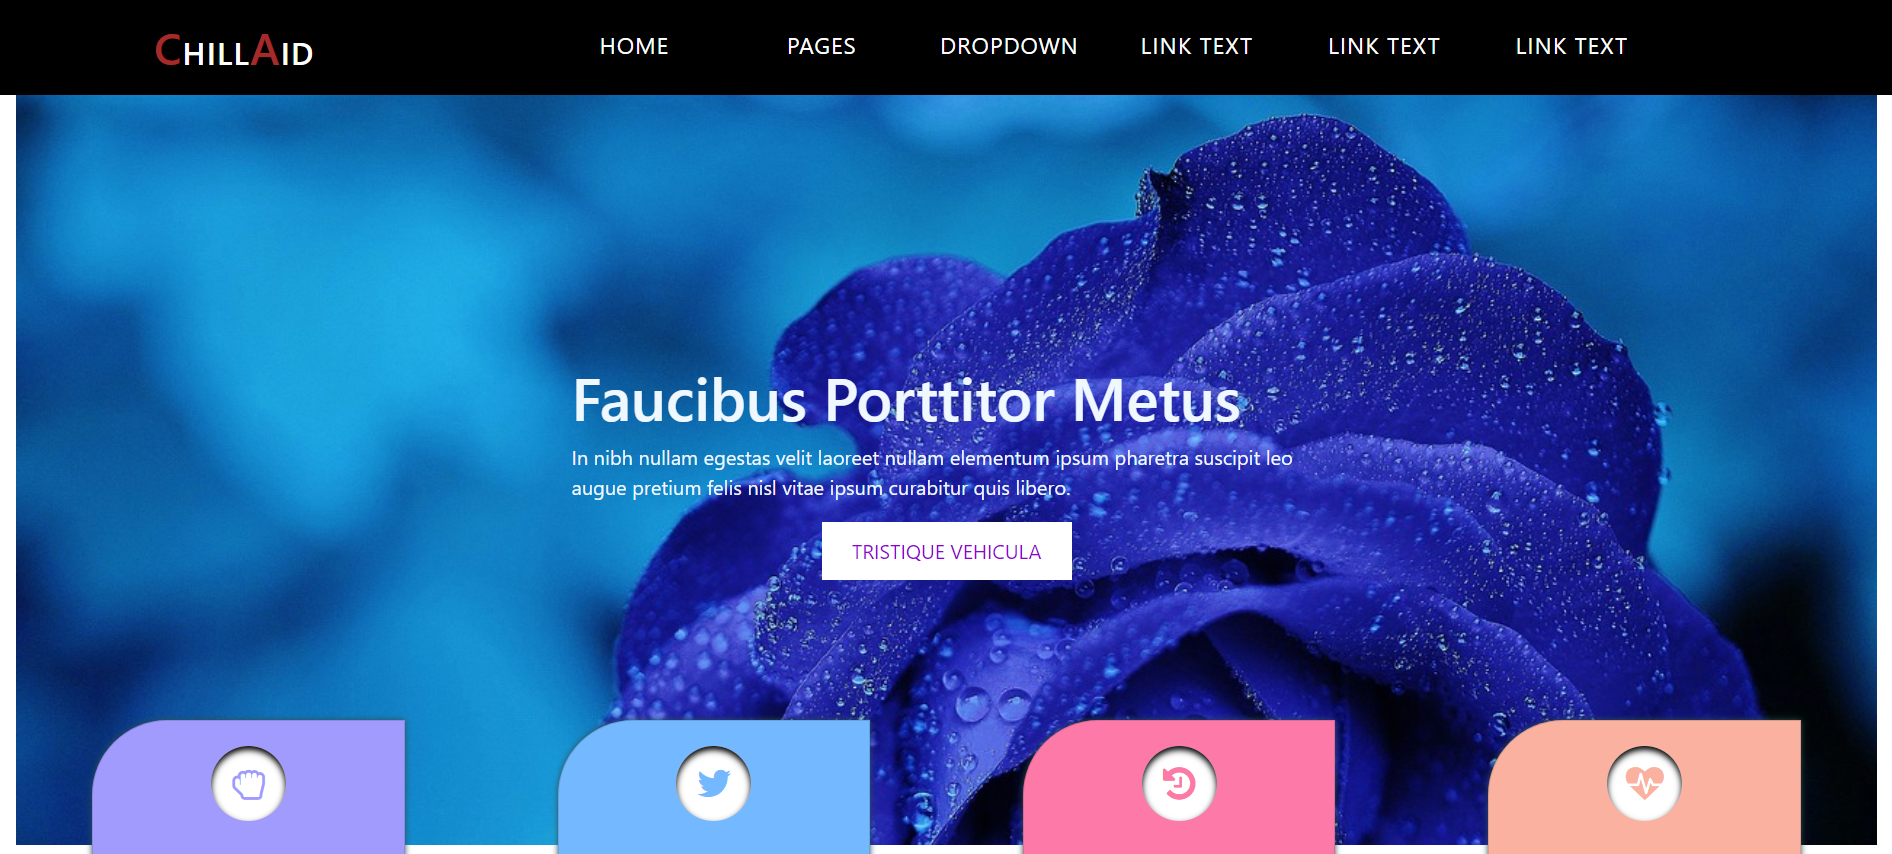 ChillAid
HOME PAGES DROPDOWN LINK TEXT LINK TEXT LINK TEXT
Faucibus Porttitor Metus
In nibh nullam egestas velit laoreet nullam elementum ipsum pharetra suscipit leo
augue pretium felis nisl vitae ipsum curabitur quis libero.
TRISTIQUE VEHICULA